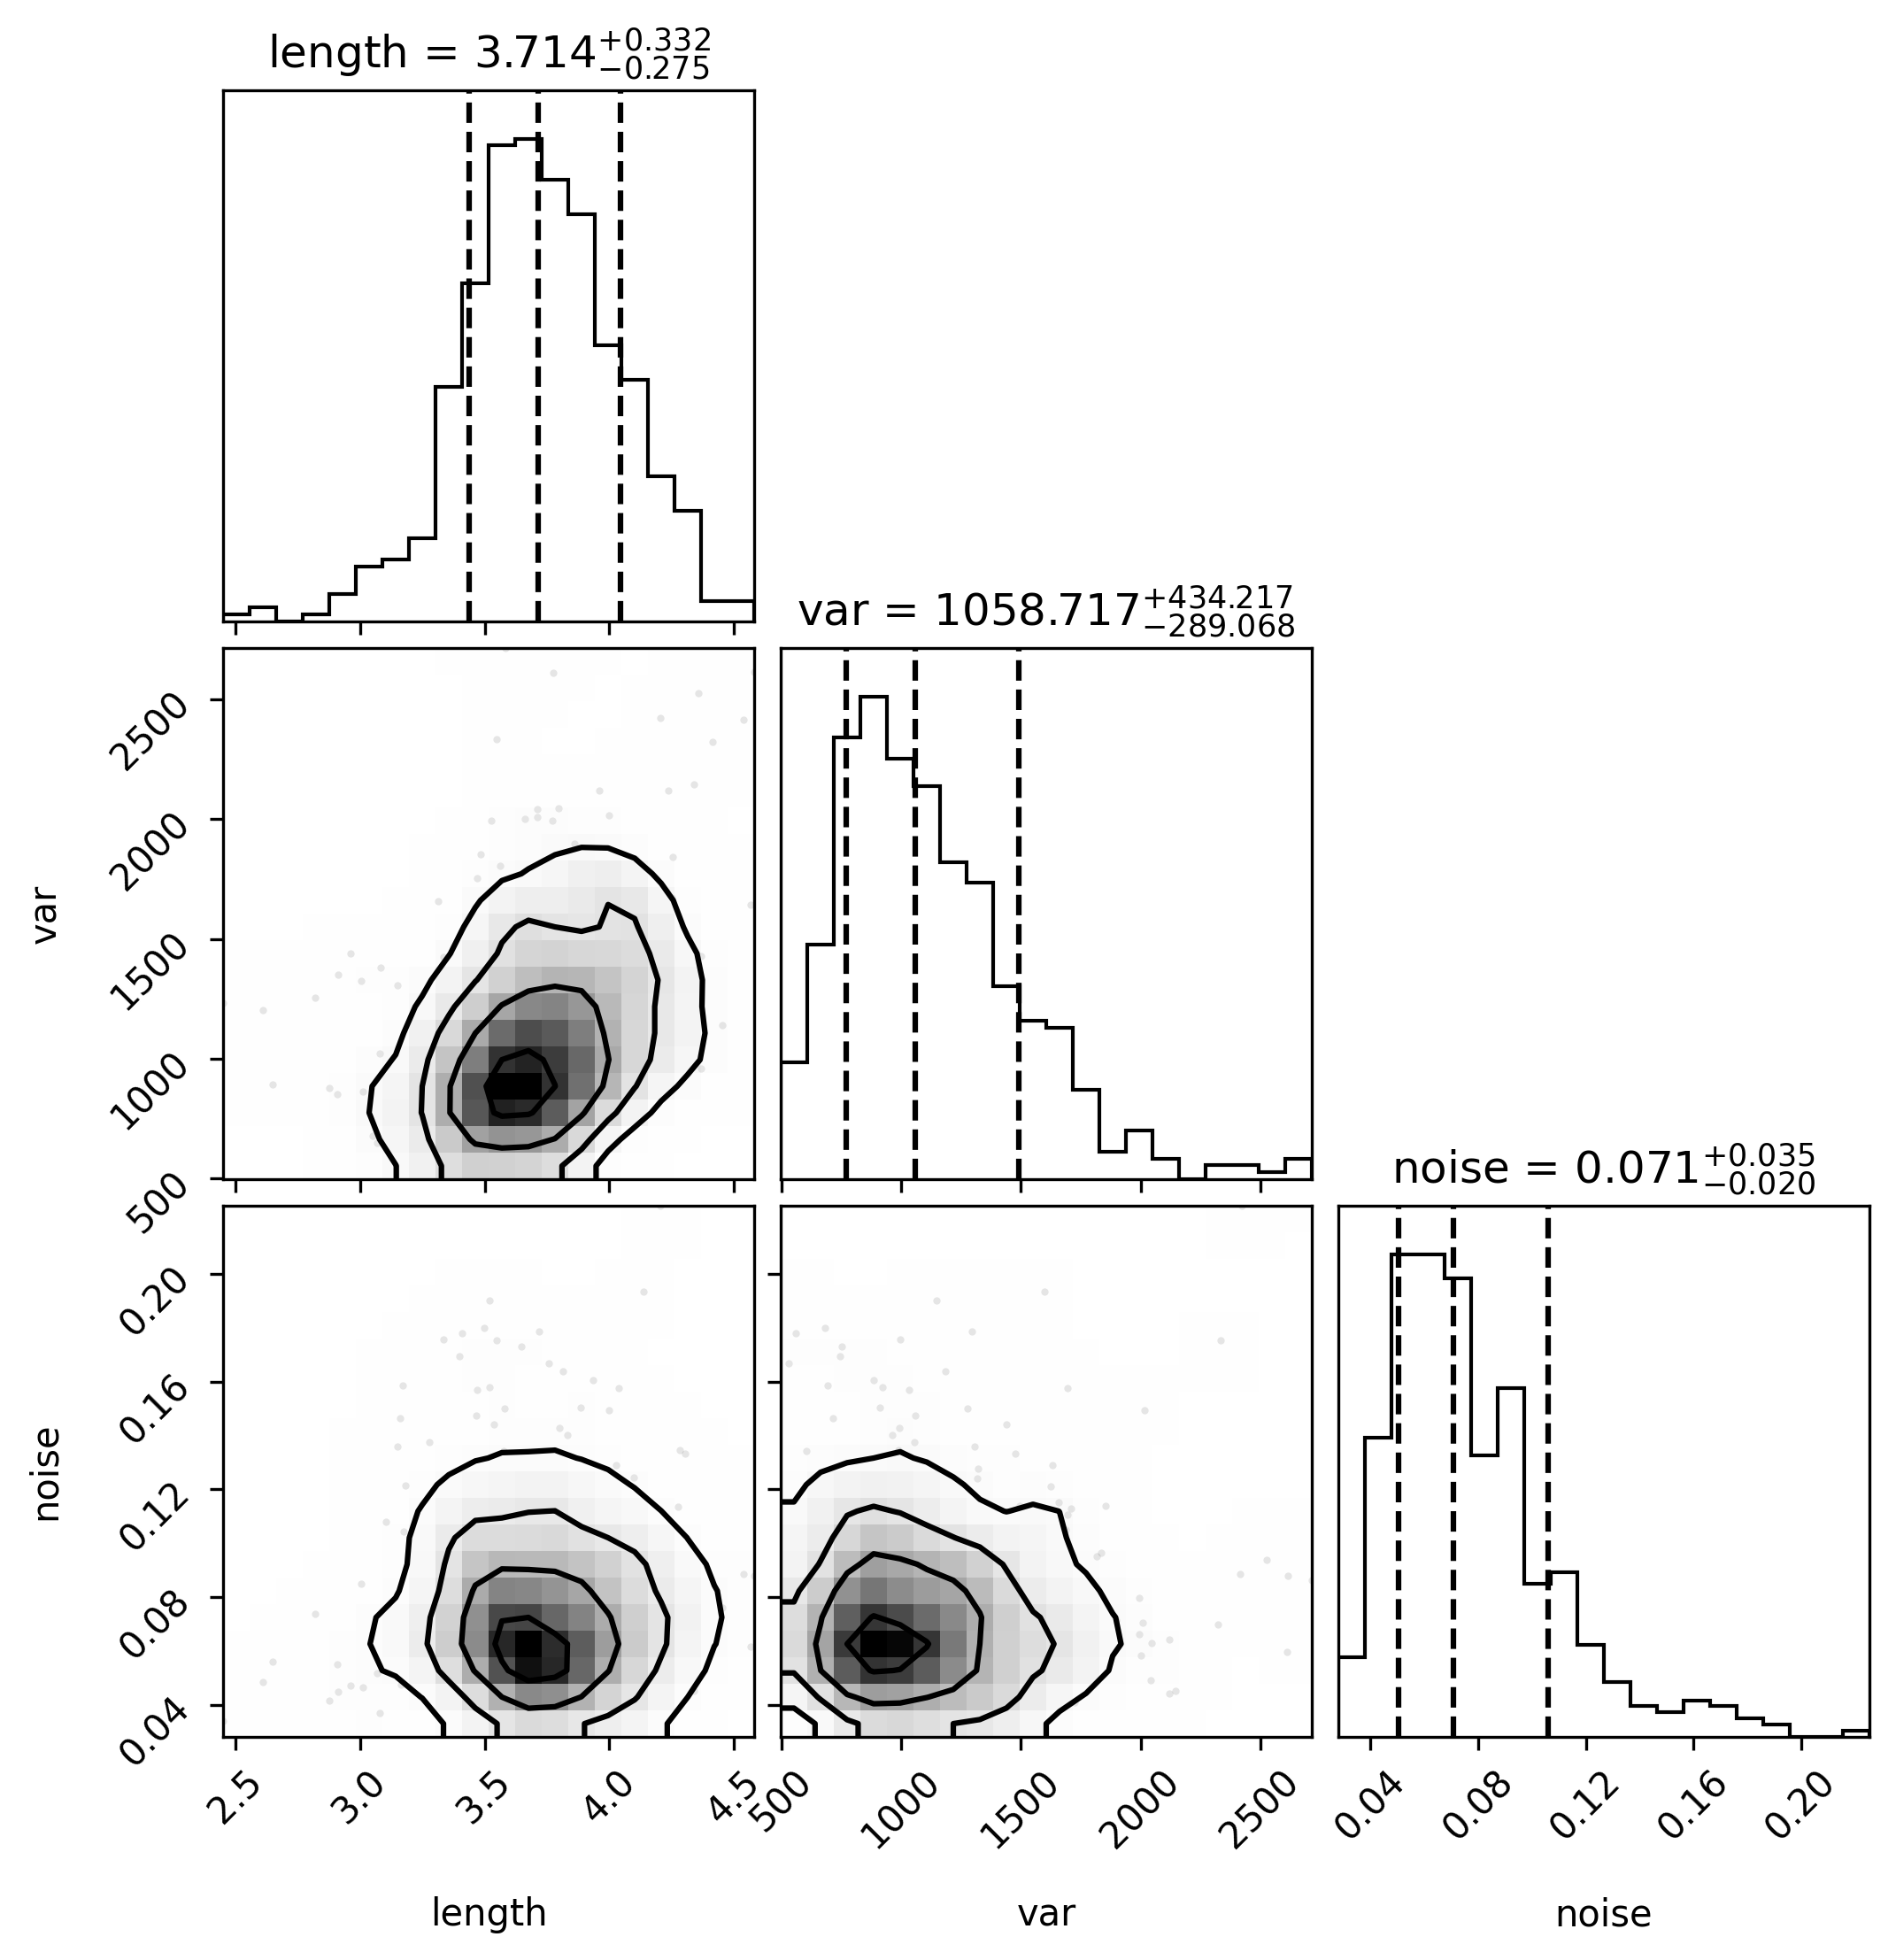 length = 3.714+0.332−0.275
var = 1058.717+434.217−289.068
2500
2000
1500
1000
500
var
noise = 0.071+0.035−0.020
0.20
0.16
0.12
0.08
0.04
noise
2.5 3.0 3.5 4.0 4.5
500 1000 1500 2000 2500
0.04 0.08 0.12 0.16 0.20
length
var
noise